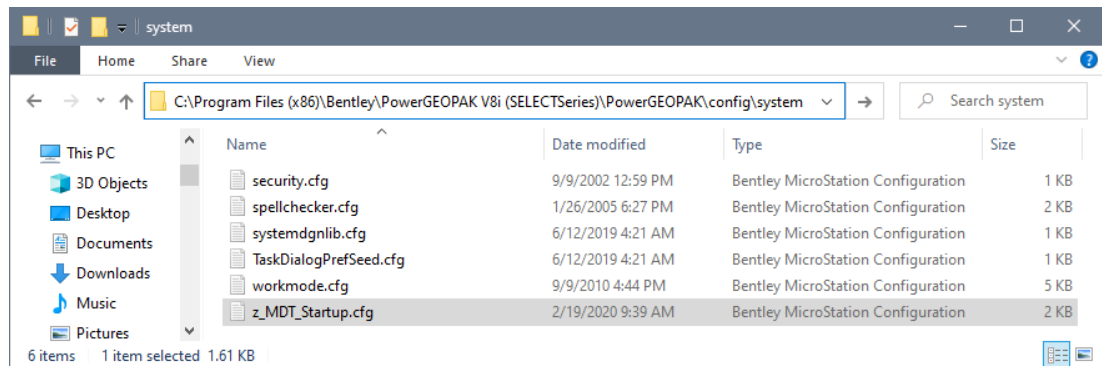 system
File Home Share View
C:\Program Files (x86)\Bentley\PowerGEOPAK V8i (SELECTSeries)\PowerGEOPAK\config\system
Search system
This PC
3D Objects
Desktop
Documents
Downloads
Music
Pictures
Name Date modified Type Size
security.cfg 9/9/2002 12:59 PM Bentley MicroStation Configuration 1 KB
spellchecker.cfg 1/26/2005 6:27 PM Bentley MicroStation Configuration 2 KB
systemdgnlib.cfg 6/12/2019 4:21 AM Bentley MicroStation Configuration 1 KB
TaskDialogPrefSeed.cfg 6/12/2019 4:21 AM Bentley MicroStation Configuration 1 KB
workmode.cfg 9/9/2010 4:44 PM Bentley MicroStation Configuration 5 KB
z_MDT_Startup.cfg 2/19/2020 9:39 AM Bentley MicroStation Configuration 2 KB
6 items 1 item selected 1.61 KB